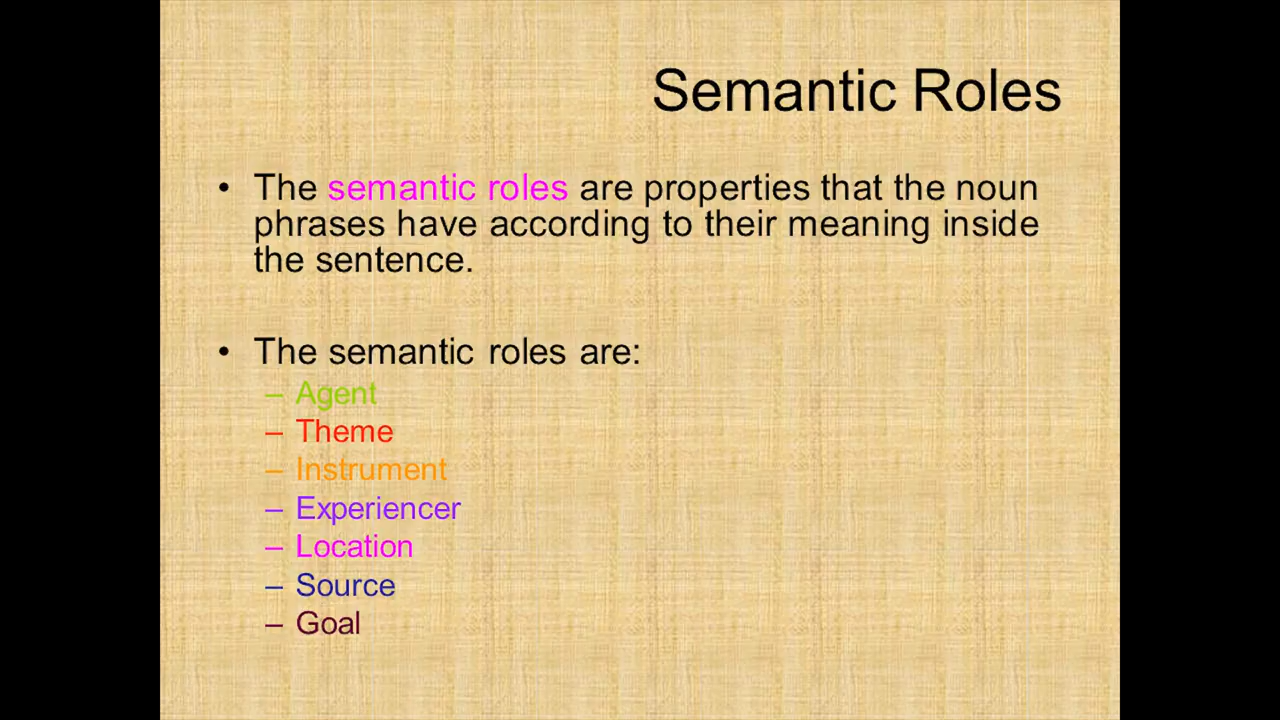 Semantic Roles
• The semantic roles are properties that the noun
phrases have according to their meaning inside
the sentence.
• The semantic roles are:
– Agent
– Theme
– Instrument
– Experiencer
– Location
– Source
– Goal